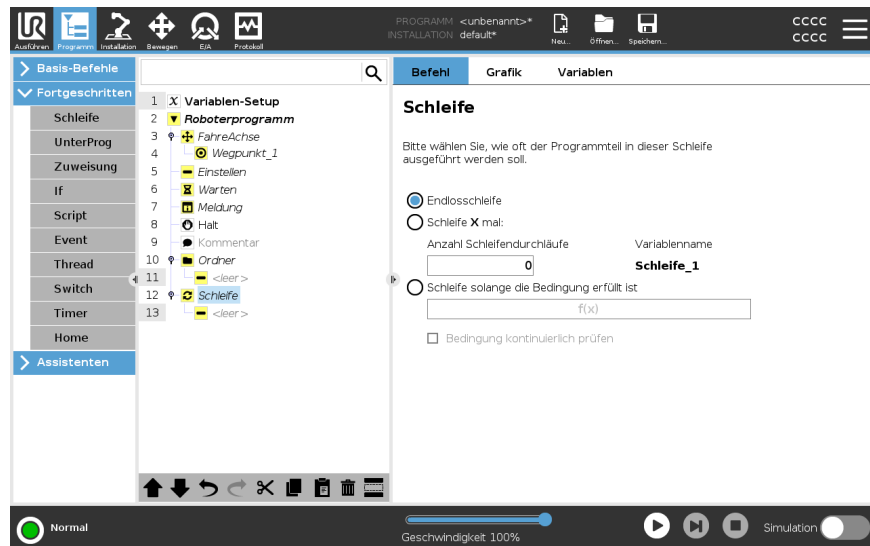 PROGRAMM <unbenannt>*
INSTALLATION default*
UR
Ausführen
Programm
Installation
Bewegen
E/A
Protokoll
Neu...
Öffnen...
Speichern...
CCCC
CCCC
Basis-Befehle
Fortgeschritten
Schleife
UnterProg
Zuweisung
If
Script
Event
Thread
Switch
Timer
Home
Assistenten
1 X Variablen-Setup
2 Roboterprogramm
3 FahreAchse
4 Wegpunkt_1
5 Einstellen
6 Warten
7 Meldung
8 Halt
9 Kommentar
10 Ordner
11 <leer>
12 Schleife
13 <leer>
Befehl Grafik Variablen
Schleife
Bitte wählen Sie, wie oft der Programmteil in dieser Schleife
ausgeführt werden soll.
Endlosschleife
Schleife X mal:
Anzahl Schleifendurchläufe Variablenname
0 Schleife_1
Schleife solange die Bedingung erfüllt ist
f(x)
Bedingung kontinuierlich prüfen
Normal
Geschwindigkeit 100%
Simulation